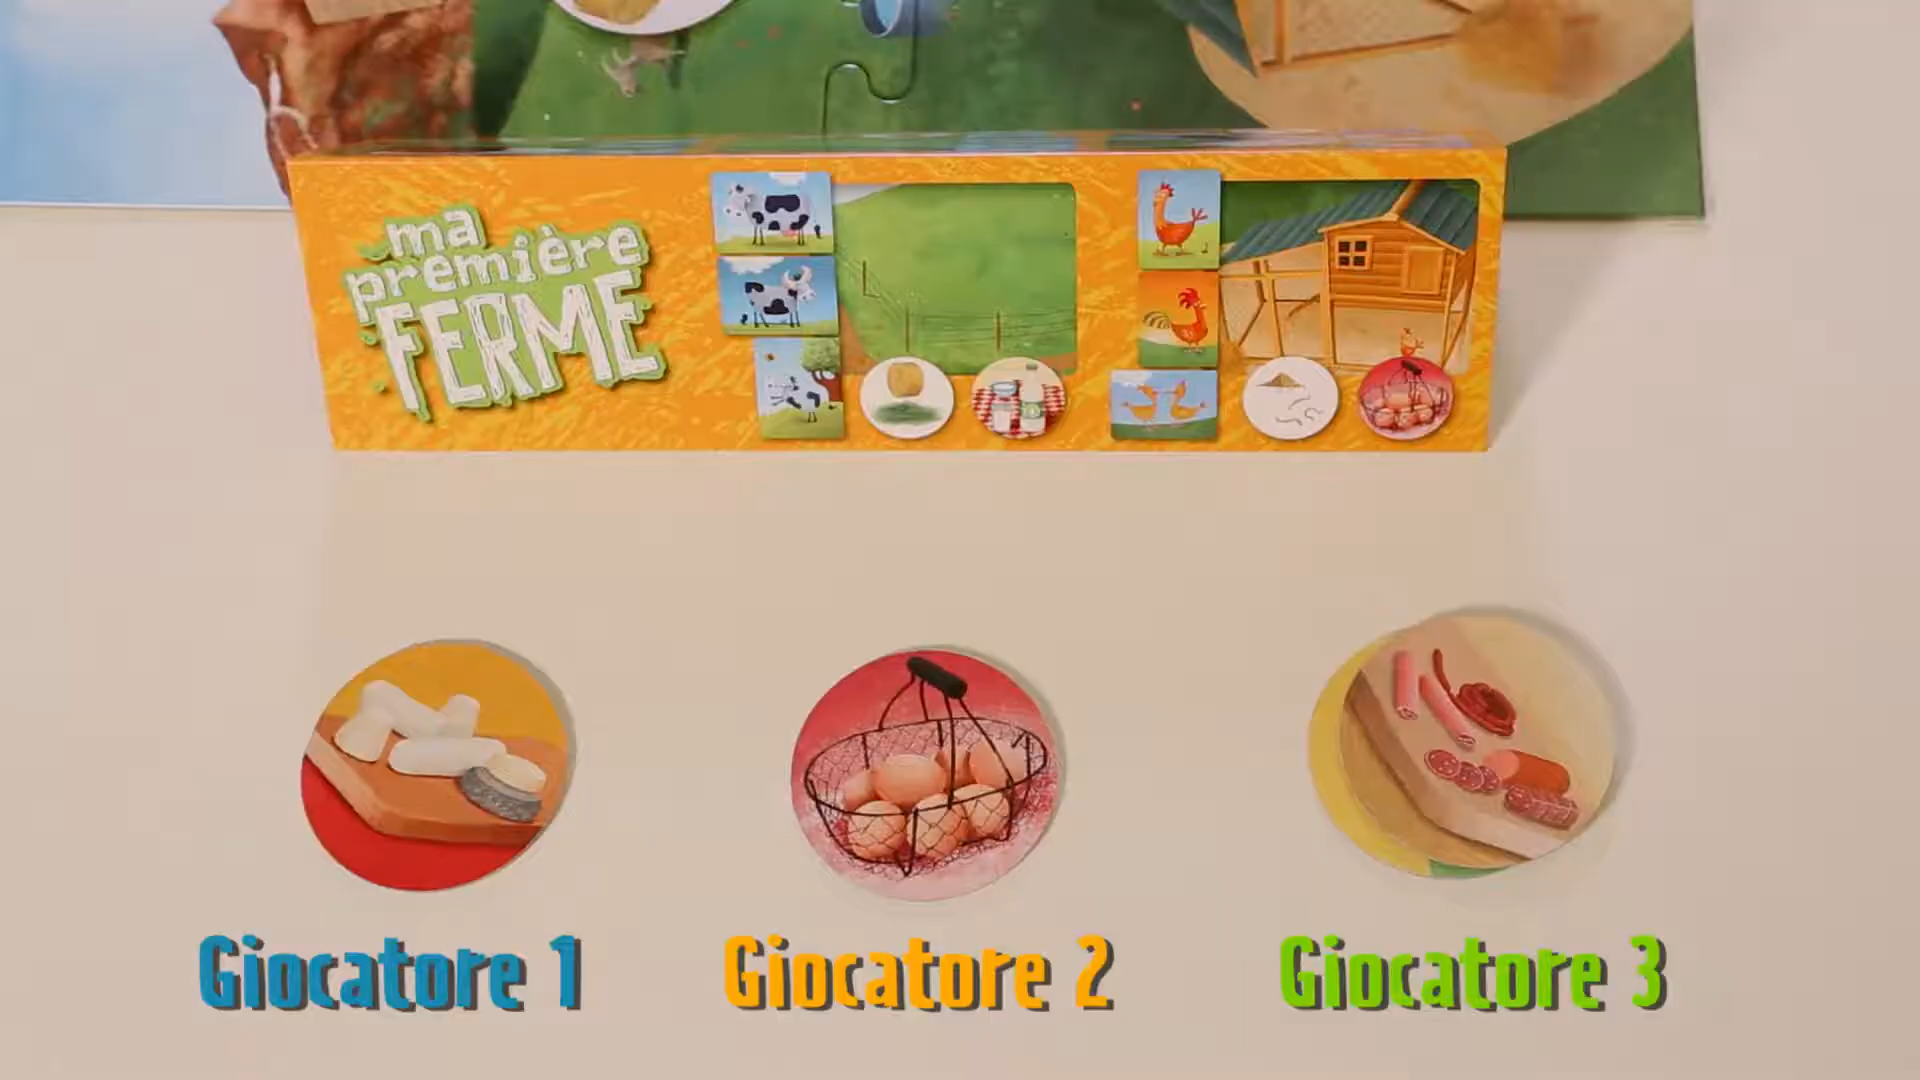 ma
première
FERME
Giocatore 1
Giocatore 2
Giocatore 3